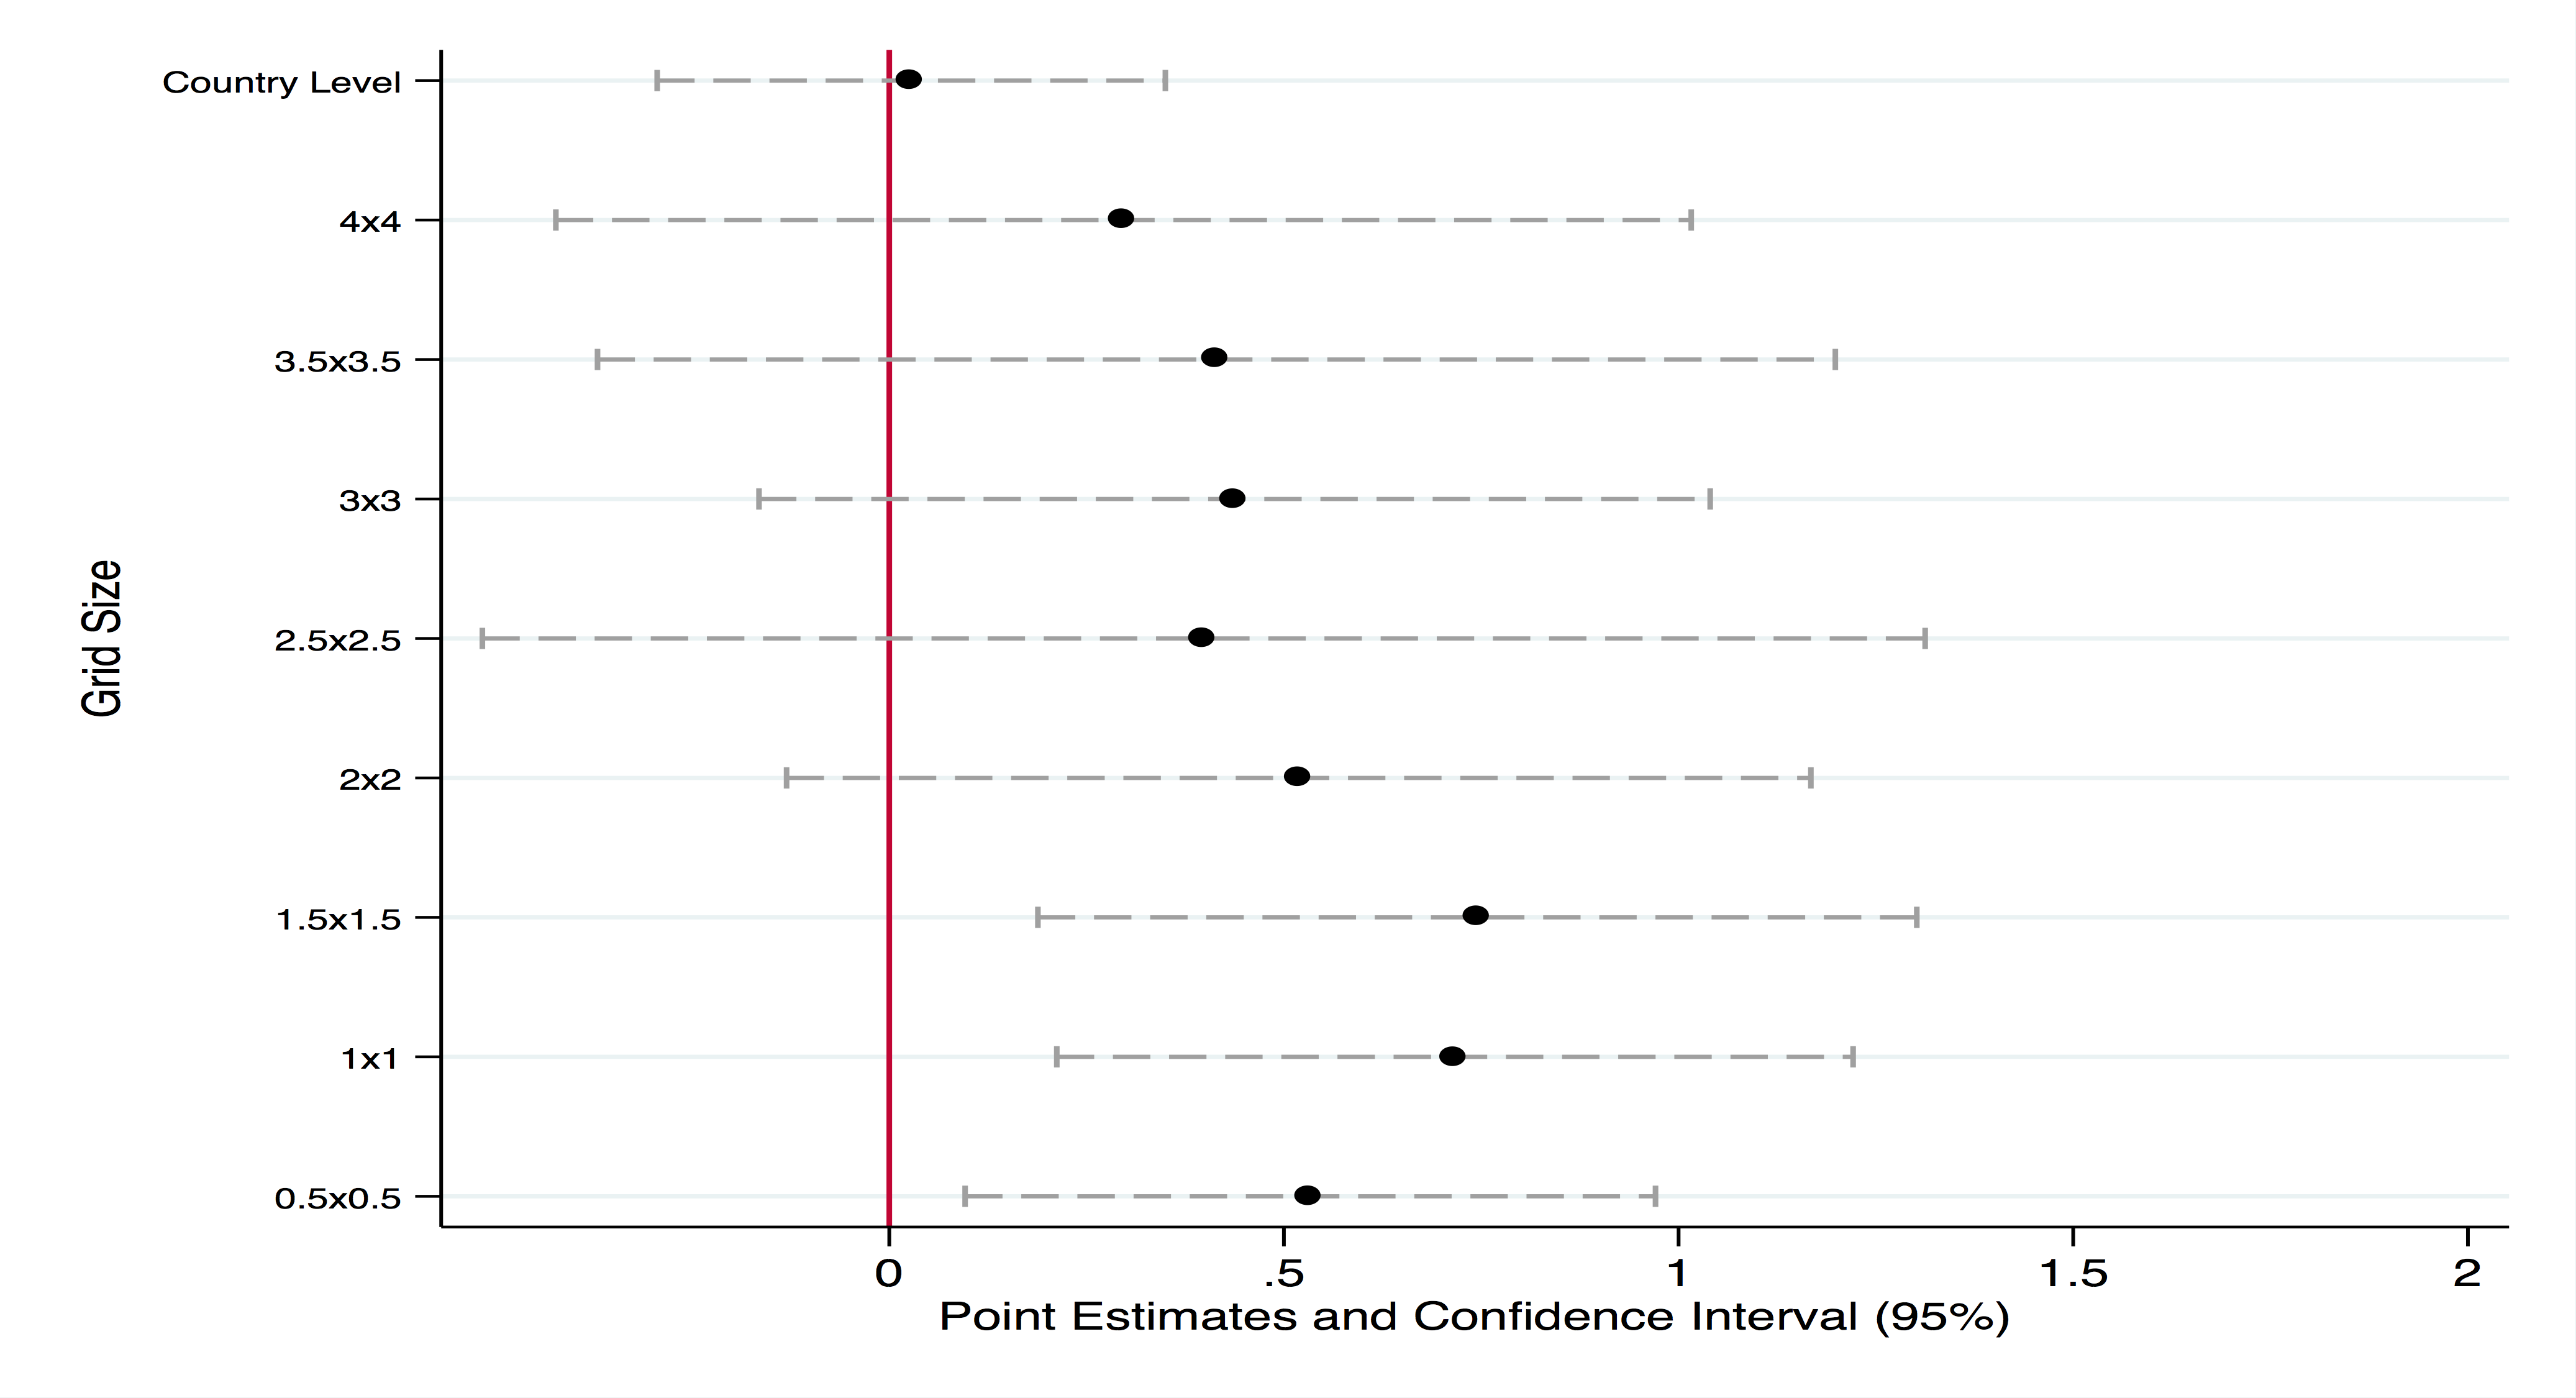 Country Level
4x4
3.5x3.5
3x3
2.5x2.5
2x2
1.5x1.5
1x1
0.5x0.5
Grid Size
0 .5 1 1.5 2
Point Estimates and Confidence Interval (95%)